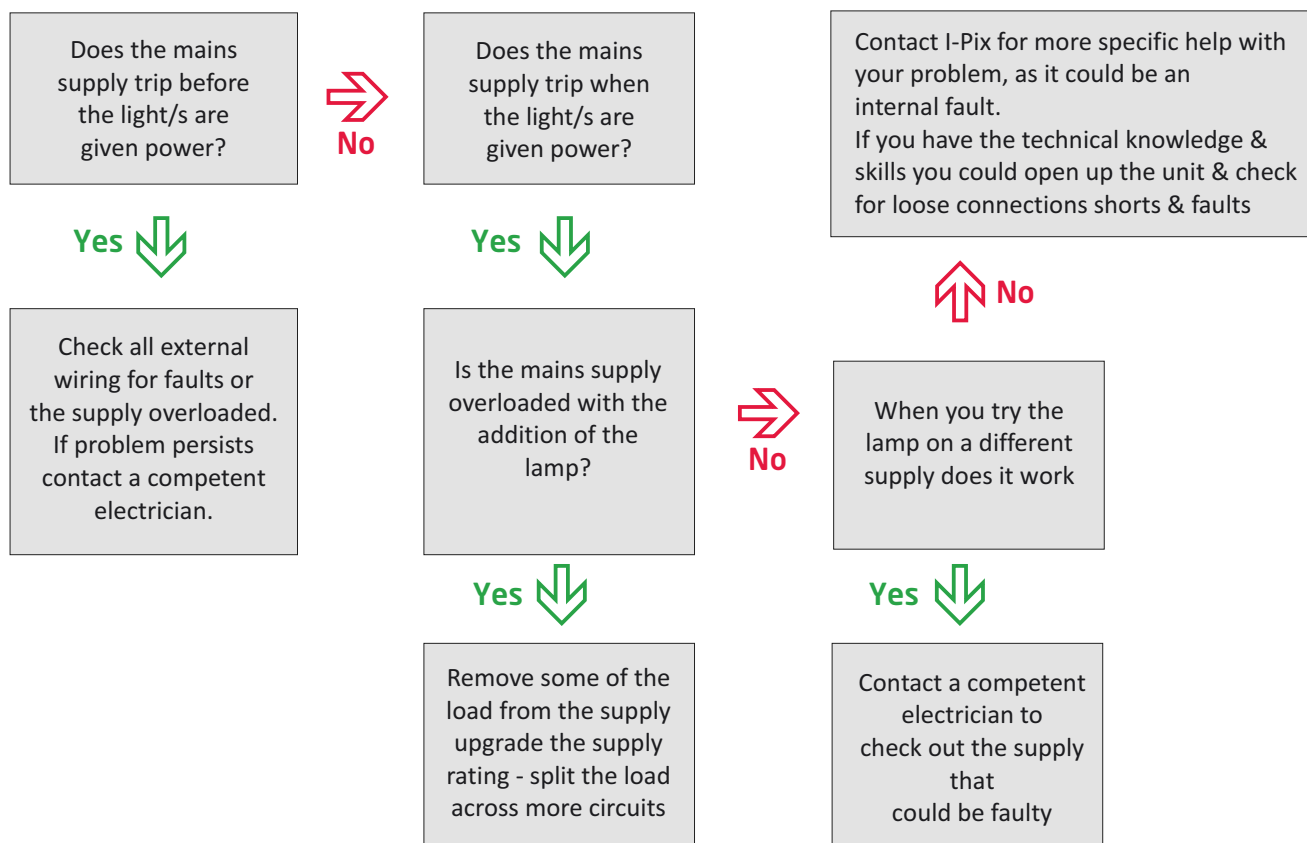 Does the mains
supply trip before
the light/s are
given power?
No
Does the mains
supply trip when
the light/s are
given power?
Contact I-Pix for more specific help with
your problem, as it could be an
internal fault.
If you have the technical knowledge &
skills you could open up the unit & check
for loose connections shorts & faults
Yes
Yes
No
Check all external
wiring for faults or
the supply overloaded.
If problem persists
contact a competent
electrician.
Is the mains supply
overloaded with the
addition of the
lamp?
No
When you try the
lamp on a different
supply does it work
Yes
Yes
Remove some of the
load from the supply
upgrade the supply
rating - split the load
across more circuits
Contact a competent
electrician to
check out the supply
that
could be faulty